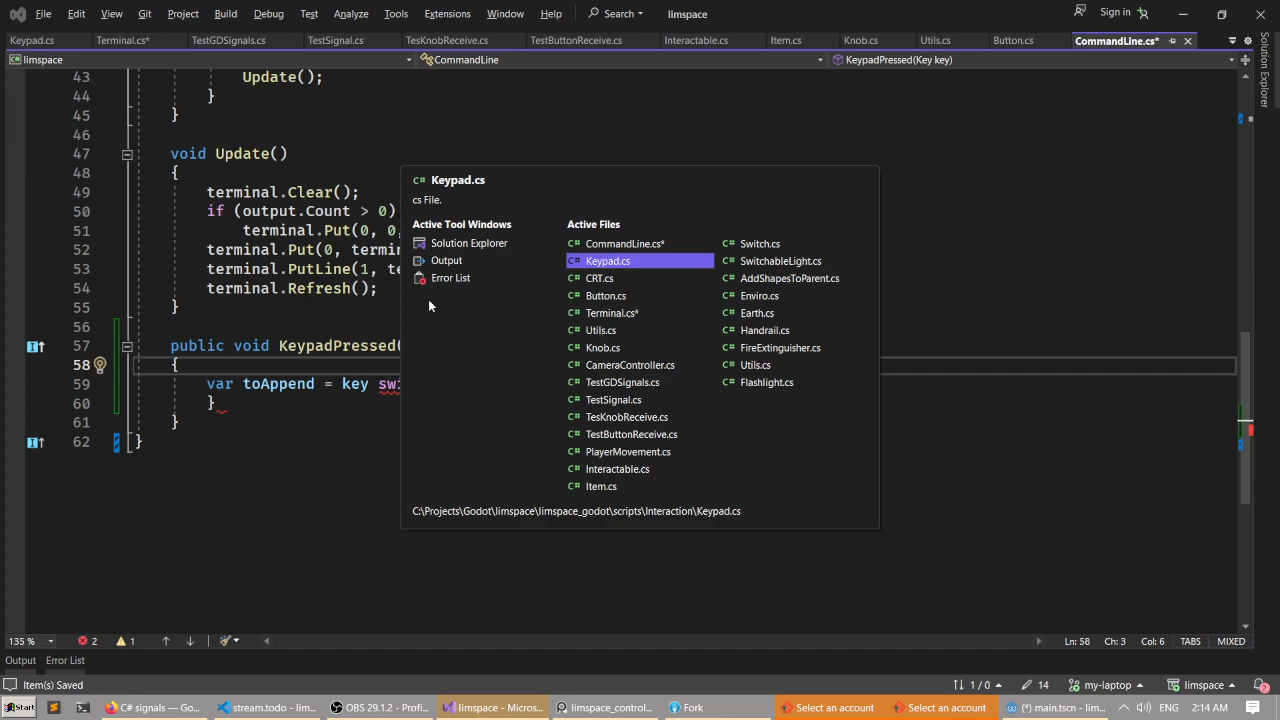 File Edit View Git Project Build Debug Test Analyze Tools Extensions Window Help Search limspace Sign in
Keypad.cs Terminal.cs* TestGDSignals.cs TestSignal.cs TesKnobReceive.cs TestButtonReceive.cs Interactable.cs Item.cs Knob.cs Utils.cs Button.cs CommandLine.cs*
limspace CommandLine KeypadPressed(Key key)
Solution Explorer
43 Update();
44 }
45 }
46
47 void Update()
48 {
49 terminal.Clear();
50 if (output.Count > 0)
51 terminal.Put(0, 0,
52 terminal.Put(0, termin
53 terminal.PutLine(1, te
54 terminal.Refresh();
55 }
56
57 public void KeypadPressed(
58 {
59 var toAppend = key swi
60 }
61 }
62 }
Keypad.cs
cs File.
Active Tool Windows
Solution Explorer
Output
Error List
Active Files
CommandLine.cs*
Keypad.cs
CRT.cs
Button.cs
Terminal.cs*
Utils.cs
Knob.cs
CameraController.cs
TestGDSignals.cs
TestSignal.cs
TesKnobReceive.cs
TestButtonReceive.cs
PlayerMovement.cs
Interactable.cs
Item.cs
Switch.cs
SwitchableLight.cs
AddShapesToParent.cs
Enviro.cs
Earth.cs
Handrail.cs
FireExtinguisher.cs
Utils.cs
Flashlight.cs
C:\Projects\Godot\limspace\limspace_godot\scripts\Interaction\Keypad.cs
135 % 2 1 Ln: 58 Ch: 3 Col: 6 TABS MIXED
Output Error List
Item(s) Saved 1 / 0 14 my-laptop limspace 2
Start C# signals — Go... stream.todo - lim... OBS 29.1.2 - Profi... limspace - Micros... limspace_control... Fork Select an account Select an account (*) main.tscn - lim... ENG 2:14 AM